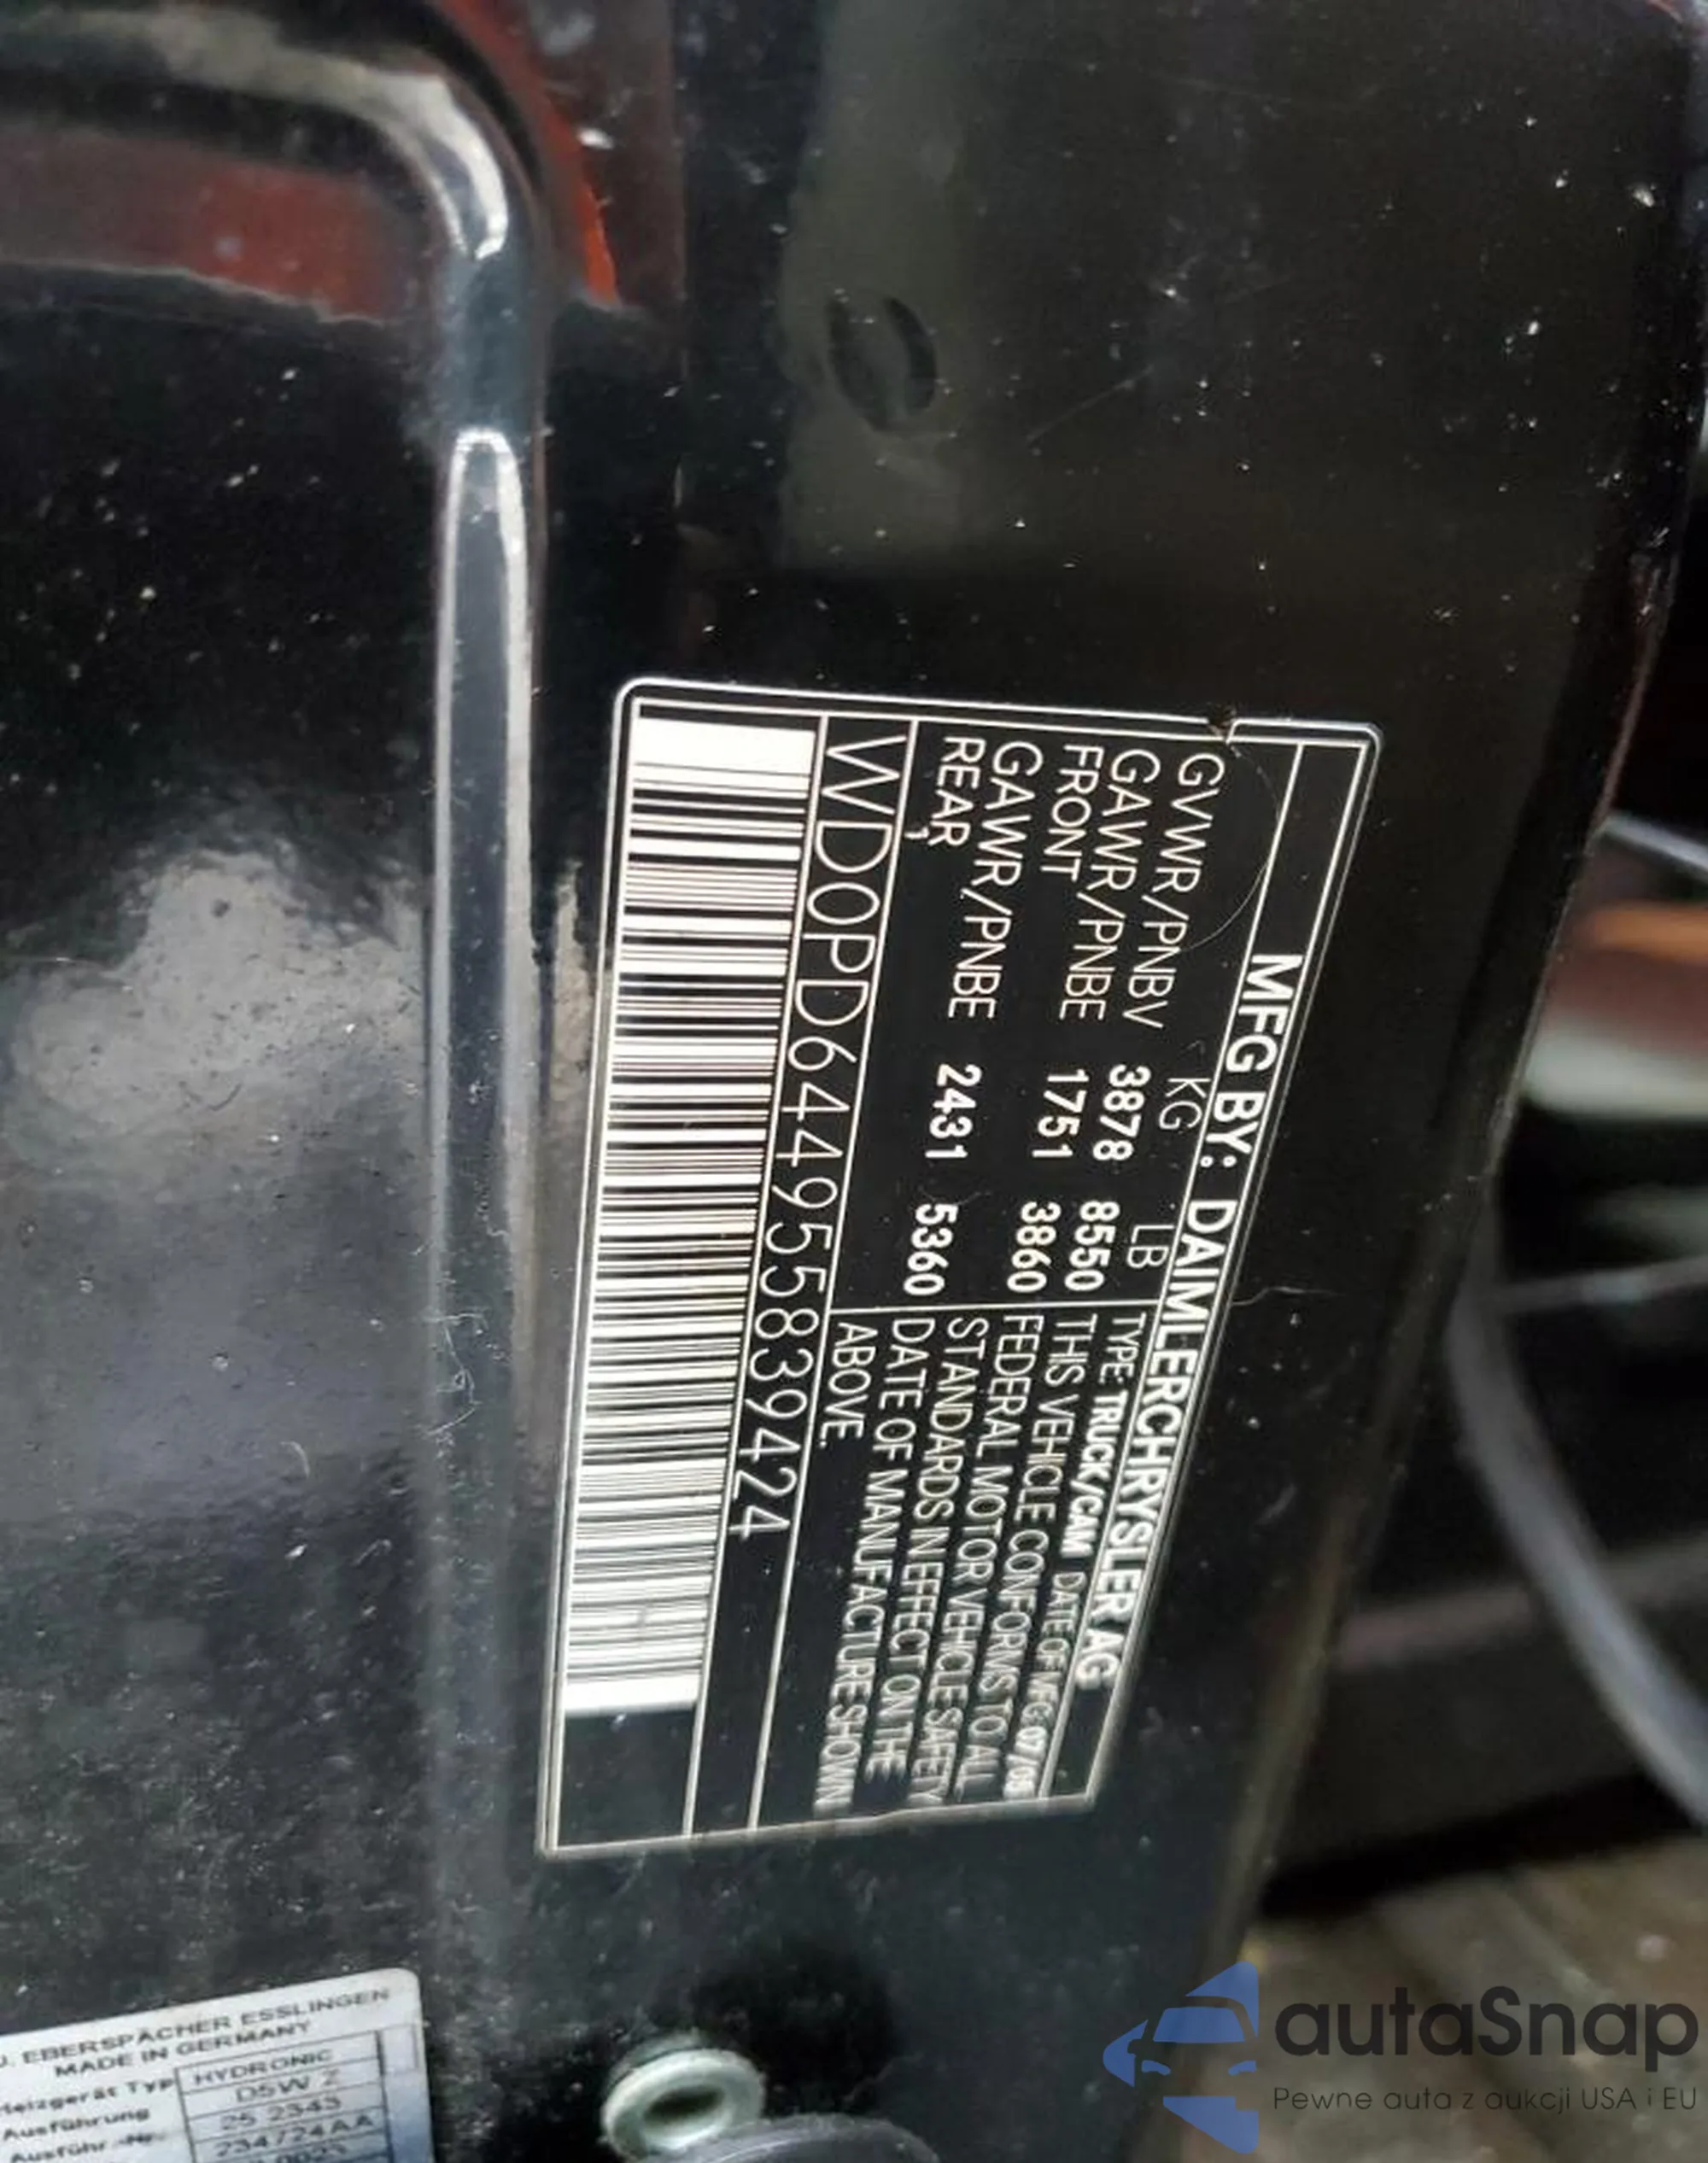 MFG BY: DAIMLERCHRYSLER AG
KG LB
GVWR/PNBV 3878 8550
GAWR/PNBE
FRONT 1751 3860
GAWR/PNBE
REAR, 2431 5360
TYPE: TRUCK/CAM DATE OF MFG: 07/05
THIS VEHICLE CONFORMS TO ALL
FEDERAL MOTOR VEHICLE SAFETY
STANDARDS IN EFFECT ON THE
DATE OF MANUFACTURE SHOWN
ABOVE.
WD0PD644955839424
J. EBERSPÄCHER ESSLINGEN
MADE IN GERMANY
Heizgerät Typ HYDRONIC
D5W Z
Ausführung 25 2343
Ausführ.-Nr. 234724AA
autaSnap
Pewne auta z aukcji USA i EU